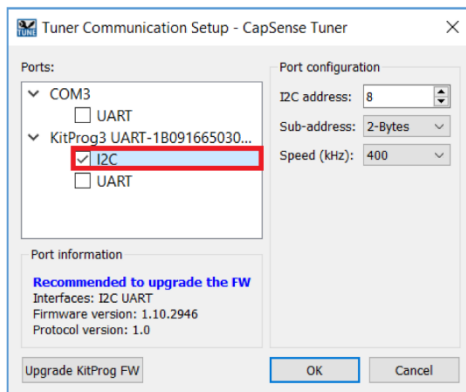 Tuner Communication Setup - CapSense Tuner
Ports:
COM3
UART
KitProg3 UART-1B091665030...
I2C
UART
Port information
Recommended to upgrade the FW
Interfaces: I2C UART
Firmware version: 1.10.2946
Protocol version: 1.0
Port configuration
I2C address: 8
Sub-address: 2-Bytes
Speed (kHz): 400
Upgrade KitProg FW
OK
Cancel